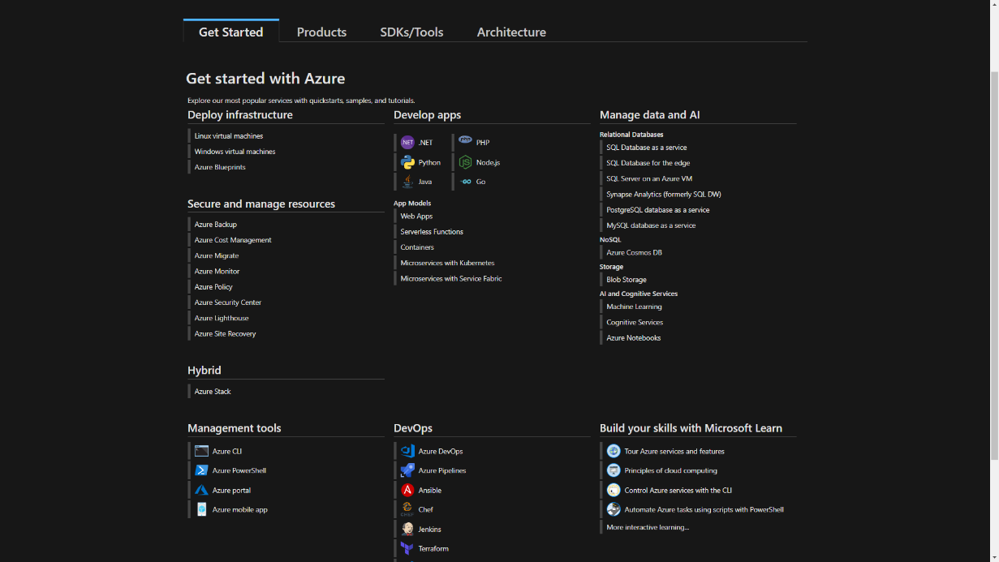 Get Started
Products
SDKs/Tools
Architecture
Get started with Azure
Explore our most popular services with quickstarts, samples, and tutorials.
Deploy infrastructure
Linux virtual machines
Windows virtual machines
Azure Blueprints
Secure and manage resources
Azure Backup
Azure Cost Management
Azure Migrate
Azure Monitor
Azure Policy
Azure Security Center
Azure Lighthouse
Azure Site Recovery
Hybrid
Azure Stack
Develop apps
NET .NET
php PHP
Python
Node.js
Java
GO Go
App Models
Web Apps
Serverless Functions
Containers
Microservices with Kubernetes
Microservices with Service Fabric
Manage data and AI
Relational Databases
SQL Database as a service
SQL Database for the edge
SQL Server on an Azure VM
Synapse Analytics (formerly SQL DW)
PostgreSQL database as a service
MySQL database as a service
NoSQL
Azure Cosmos DB
Storage
Blob Storage
AI and Cognitive Services
Machine Learning
Cognitive Services
Azure Notebooks
Management tools
Azure CLI
Azure PowerShell
Azure portal
Azure mobile app
DevOps
Azure DevOps
Azure Pipelines
Ansible
CHEF Chef
Jenkins
Terraform
Build your skills with Microsoft Learn
Tour Azure services and features
Principles of cloud computing
Control Azure services with the CLI
Automate Azure tasks using scripts with PowerShell
More interactive learning...